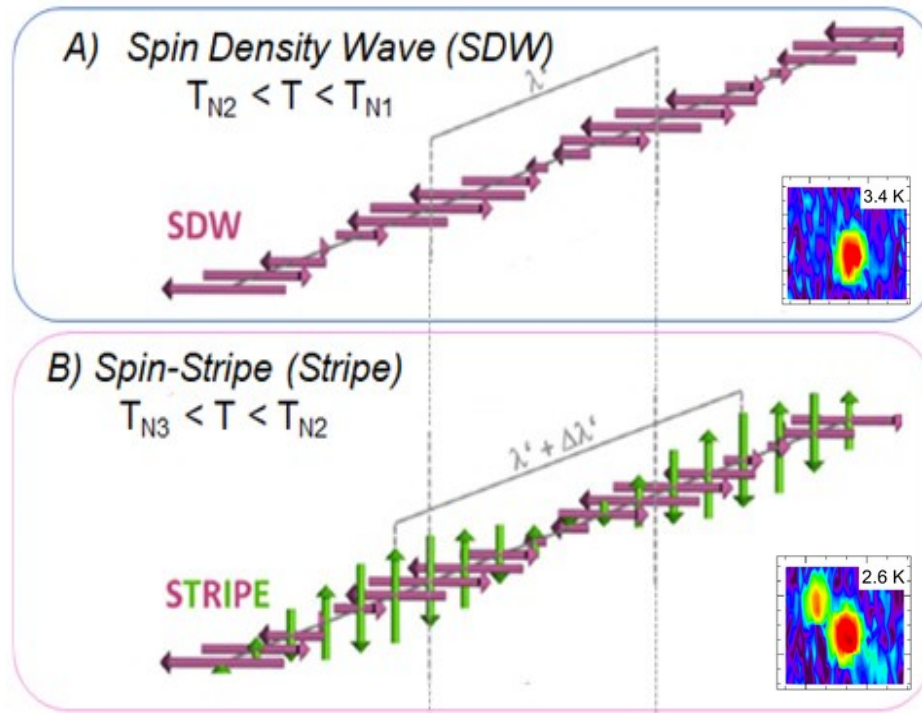 A) Spin Density Wave (SDW)
T_N2 < T < T_N1
λ'
SDW
3.4 K
B) Spin-Stripe (Stripe)
T_N3 < T < T_N2
λ' + Δλ'
STRIPE
2.6 K